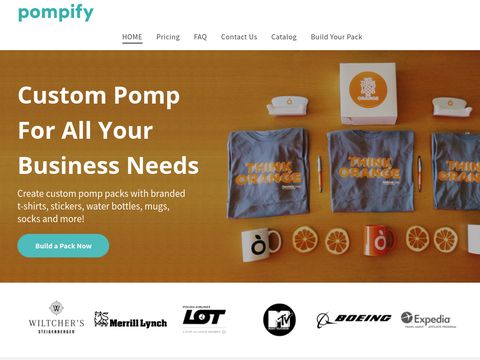 pompify
HOME Pricing FAQ Contact Us Catalog Build Your Pack
Custom Pomp
For All Your
Business Needs
Create custom pomp packs with branded
t-shirts, stickers, water bottles, mugs,
socks and more!
Build a Pack Now
THINK
ORANGE
THINK
ORANGE
THINK
ORANGE
WILTCHER'S
STEIGENBERGER
Merrill Lynch
POLISH AIRLINES
LOT
MTV
BOEING
Expedia